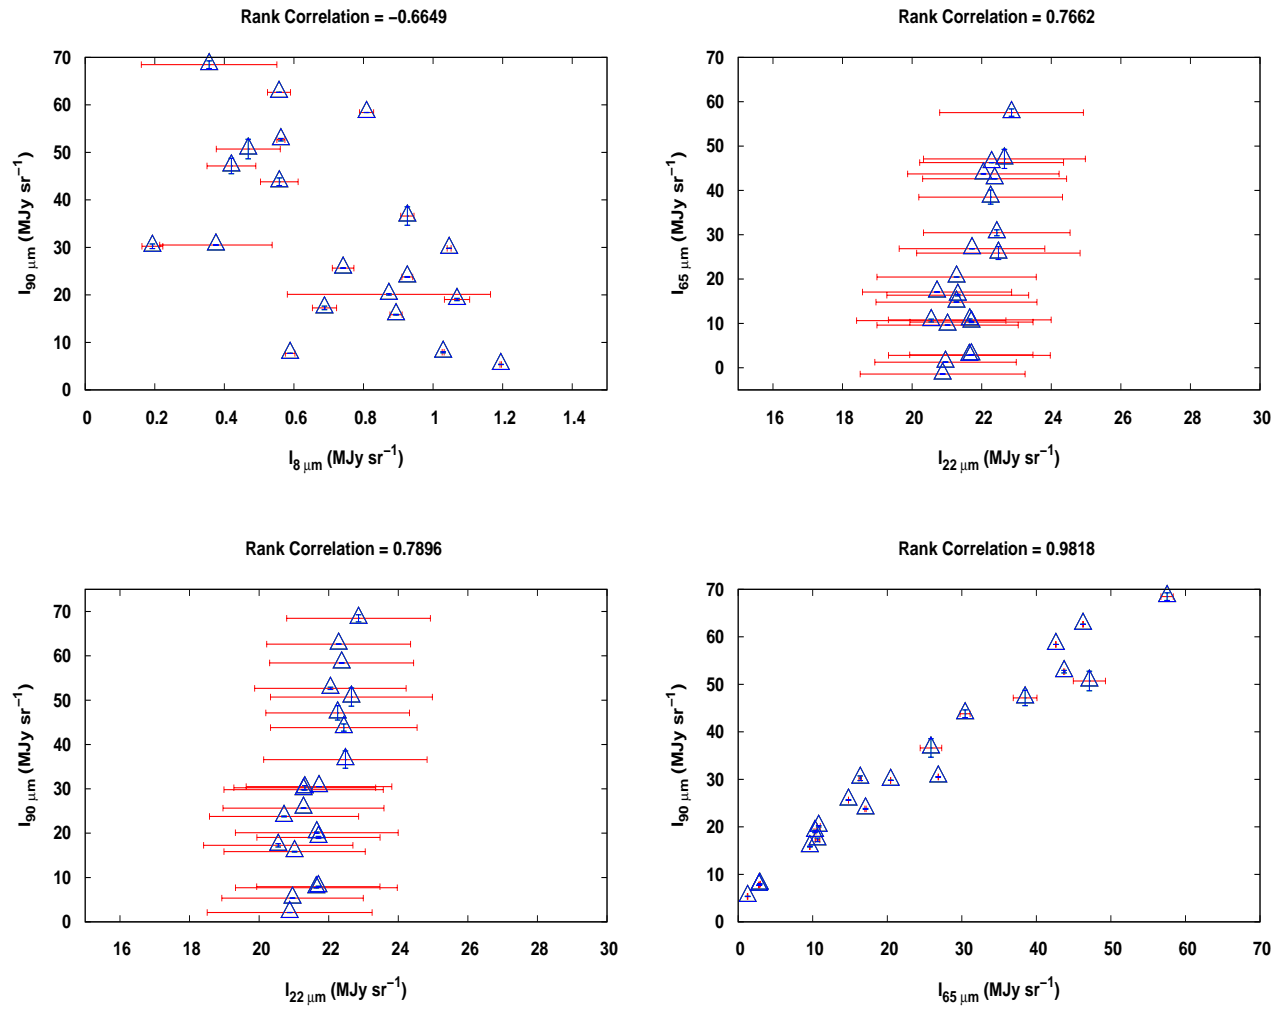 Rank Correlation = −0.6649
70
60
50
40
30
20
10
0
I90 μm (MJy sr−1)
0 0.2 0.4 0.6 0.8 1 1.2 1.4
I8 μm (MJy sr−1)
Rank Correlation = 0.7662
70
60
50
40
30
20
10
0
I65 μm (MJy sr−1)
16 18 20 22 24 26 28 30
I22 μm (MJy sr−1)
Rank Correlation = 0.7896
70
60
50
40
30
20
10
0
I90 μm (MJy sr−1)
16 18 20 22 24 26 28 30
I22 μm (MJy sr−1)
Rank Correlation = 0.9818
70
60
50
40
30
20
10
0
I90 μm (MJy sr−1)
0 10 20 30 40 50 60 70
I65 μm (MJy sr−1)